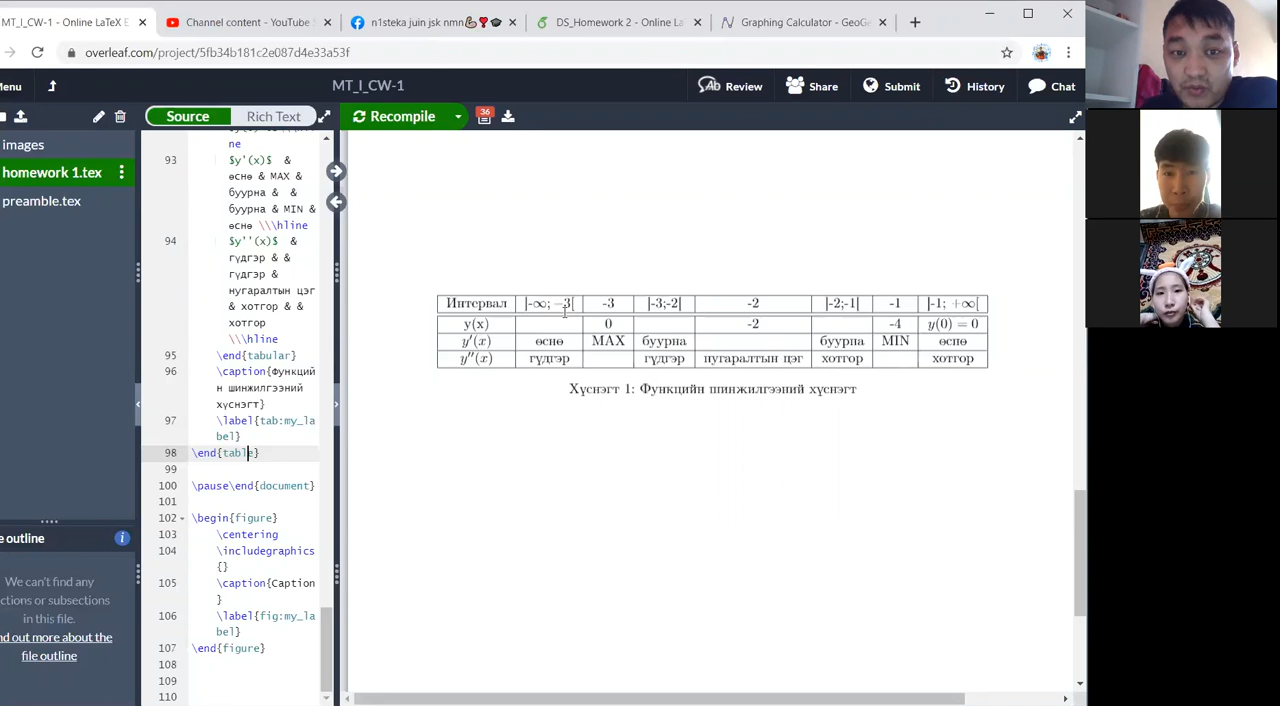 MT_I_CW-1 - Online LaTeX E
Channel content - YouTube S
n1steka juin jsk nmn💪🏽❣️🎓
DS_Homework 2 - Online La
Graphing Calculator - GeoGe
overleaf.com/project/5fb34b181c2e087d4e33a53f
Menu
MT_I_CW-1
Review
Share
Submit
History
Chat
Source
Rich Text
Recompile
36
images
homework 1.tex
preamble.tex
ne
93 $y'(x)$ &
өснө & MAX &
буурна & &
буурна & MIN &
өснө \\\hline
94 $y''(x)$ &
гүдгэр & &
гүдгэр &
нугаралтын цэг
& хотгор & &
хотгор
\\\hline
95 \end{tabular}
96 \caption{Функций
н шинжилгээний
хүснэгт}
97 \label{tab:my_la
bel}
98 \end{table}
99
100 \pause\end{document}
101
102 \begin{figure}
103 \centering
104 \includegraphics
{}
105 \caption{Caption
}
106 \label{fig:my_la
bel}
107 \end{figure}
108
109
110
e outline
We can't find any
ctions or subsections
in this file.
nd out more about the
file outline
Интервал ]-∞; −3[ -3 ]-3;-2[ -2 ]-2;-1[ -1 ]-1; +∞[
y(x) 0 -2 -4 y(0) = 0
y′(x) өснө MAX буурна буурна MIN өснө
y″(x) гүдгэр гүдгэр нугаралтын цэг хотгор хотгор
Хүснэгт 1: Функцийн шинжилгээний хүснэгт